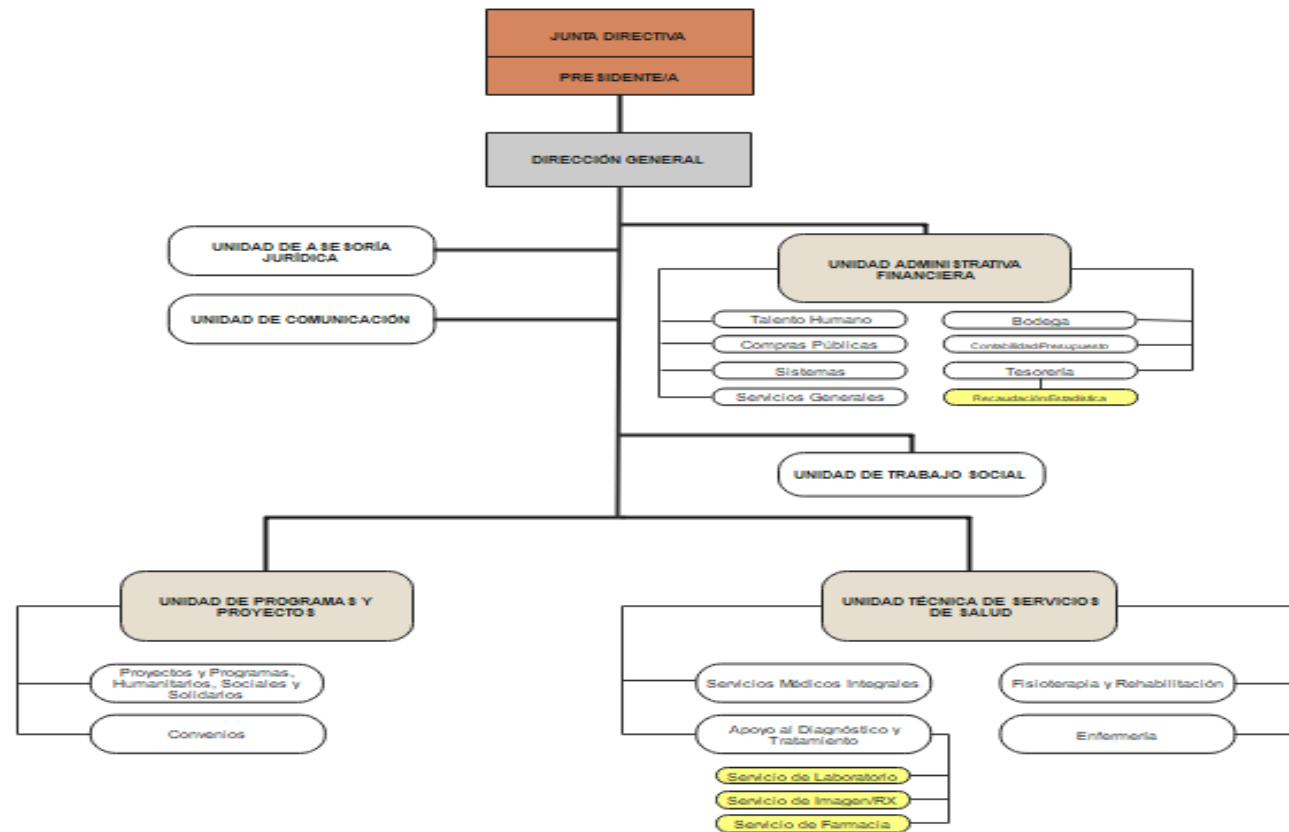 JUNTA DIRECTIVA
PRESIDENTE/A
DIRECCIÓN GENERAL
UNIDAD DE ASESORÍA
JURÍDICA
UNIDAD DE COMUNICACIÓN
UNIDAD ADMINISTRATIVA
FINANCIERA
Talento Humano
Compras Públicas
Sistemas
Servicios Generales
Bodega
Contabilidad/Presupuesto
Tesorería
Recaudación/Estadística
UNIDAD DE TRABAJO SOCIAL
UNIDAD DE PROGRAMAS Y
PROYECTOS
Proyectos y Programas,
Humanitarios, Sociales y
Solidarios
Convenios
UNIDAD TÉCNICA DE SERVICIOS
DE SALUD
Servicios Médicos Integrales
Apoyo al Diagnóstico y
Tratamiento
Servicio de Laboratorio
Servicio de Imagen/RX
Servicio de Farmacia
Fisioterapia y Rehabilitación
Enfermería